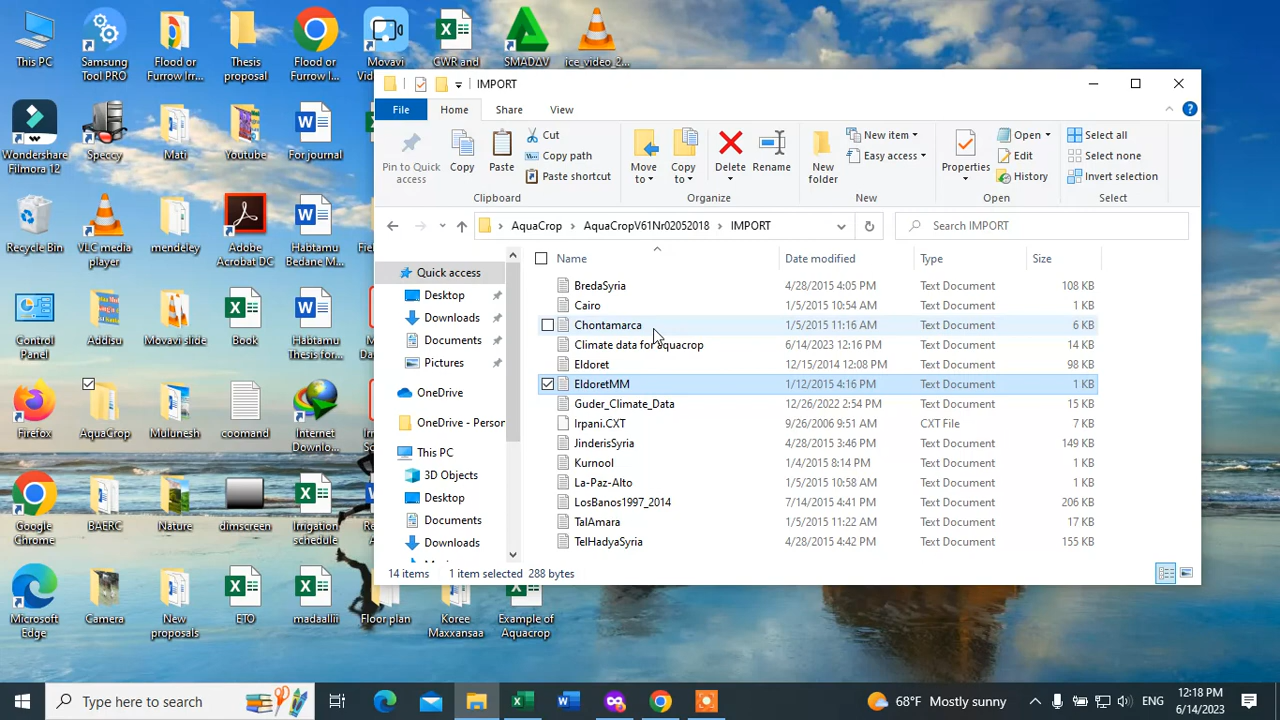 This PC
Samsung Tool PRO
Flood or Furrow Irr...
Thesis proposal
Flood or Furrow I...
Movavi Vid
CWR and
SMADAV
ice_video_2...
Wondershare Filmora 12
Speccy
Mati
Youtube
For journal
Recycle Bin
VLC media player
mendeley
Adobe Acrobat DC
Habtamu Bedane M...
Control Panel
Addisu
Movavi slide
Book
Habtamu Thesis for...
Firefox
AquaCrop
Mulunesh
coomand
Internet Downlo...
Google Chrome
BAERC
Nature
dimscreen
Irrigation schedule
Microsoft Edge
Camera
New proposals
ETO
madaallii
Floor plan
Koree Maxxansaa
Example of Aquacrop
IMPORT
File
Home
Share
View
Pin to Quick access
Copy
Paste
Cut
Copy path
Paste shortcut
Clipboard
Move to
Copy to
Delete
Rename
Organize
New folder
New item
Easy access
New
Properties
Open
Edit
History
Open
Select all
Select none
Invert selection
Select
AquaCrop > AquaCropV61Nr02052018 > IMPORT
Search IMPORT
Quick access
Desktop
Downloads
Documents
Pictures
OneDrive
OneDrive - Person
This PC
3D Objects
Desktop
Documents
Downloads
Name Date modified Type Size
BredaSyria 4/28/2015 4:05 PM Text Document 108 KB
Cairo 1/5/2015 10:54 AM Text Document 1 KB
Chontamarca 1/5/2015 11:16 AM Text Document 6 KB
Climate data for aquacrop 6/14/2023 12:16 PM Text Document 14 KB
Eldoret 12/15/2014 12:08 PM Text Document 98 KB
EldoretMM 1/12/2015 4:16 PM Text Document 1 KB
Guder_Climate_Data 12/26/2022 2:54 PM Text Document 15 KB
Irpani.CXT 9/26/2006 9:51 AM CXT File 1 KB
JinderisSyria 4/28/2015 3:46 PM Text Document 149 KB
Kurnool 1/4/2015 8:14 PM Text Document 1 KB
La-Paz-Alto 1/5/2015 10:58 AM Text Document 1 KB
LosBanos1997_2014 7/14/2015 4:41 PM Text Document 206 KB
TalAmara 1/5/2015 11:22 AM Text Document 17 KB
TelHadyaSyria 4/28/2015 4:42 PM Text Document 155 KB
14 items 1 item selected 288 bytes
Type here to search
68°F Mostly sunny
ENG
12:18 PM
6/14/2023